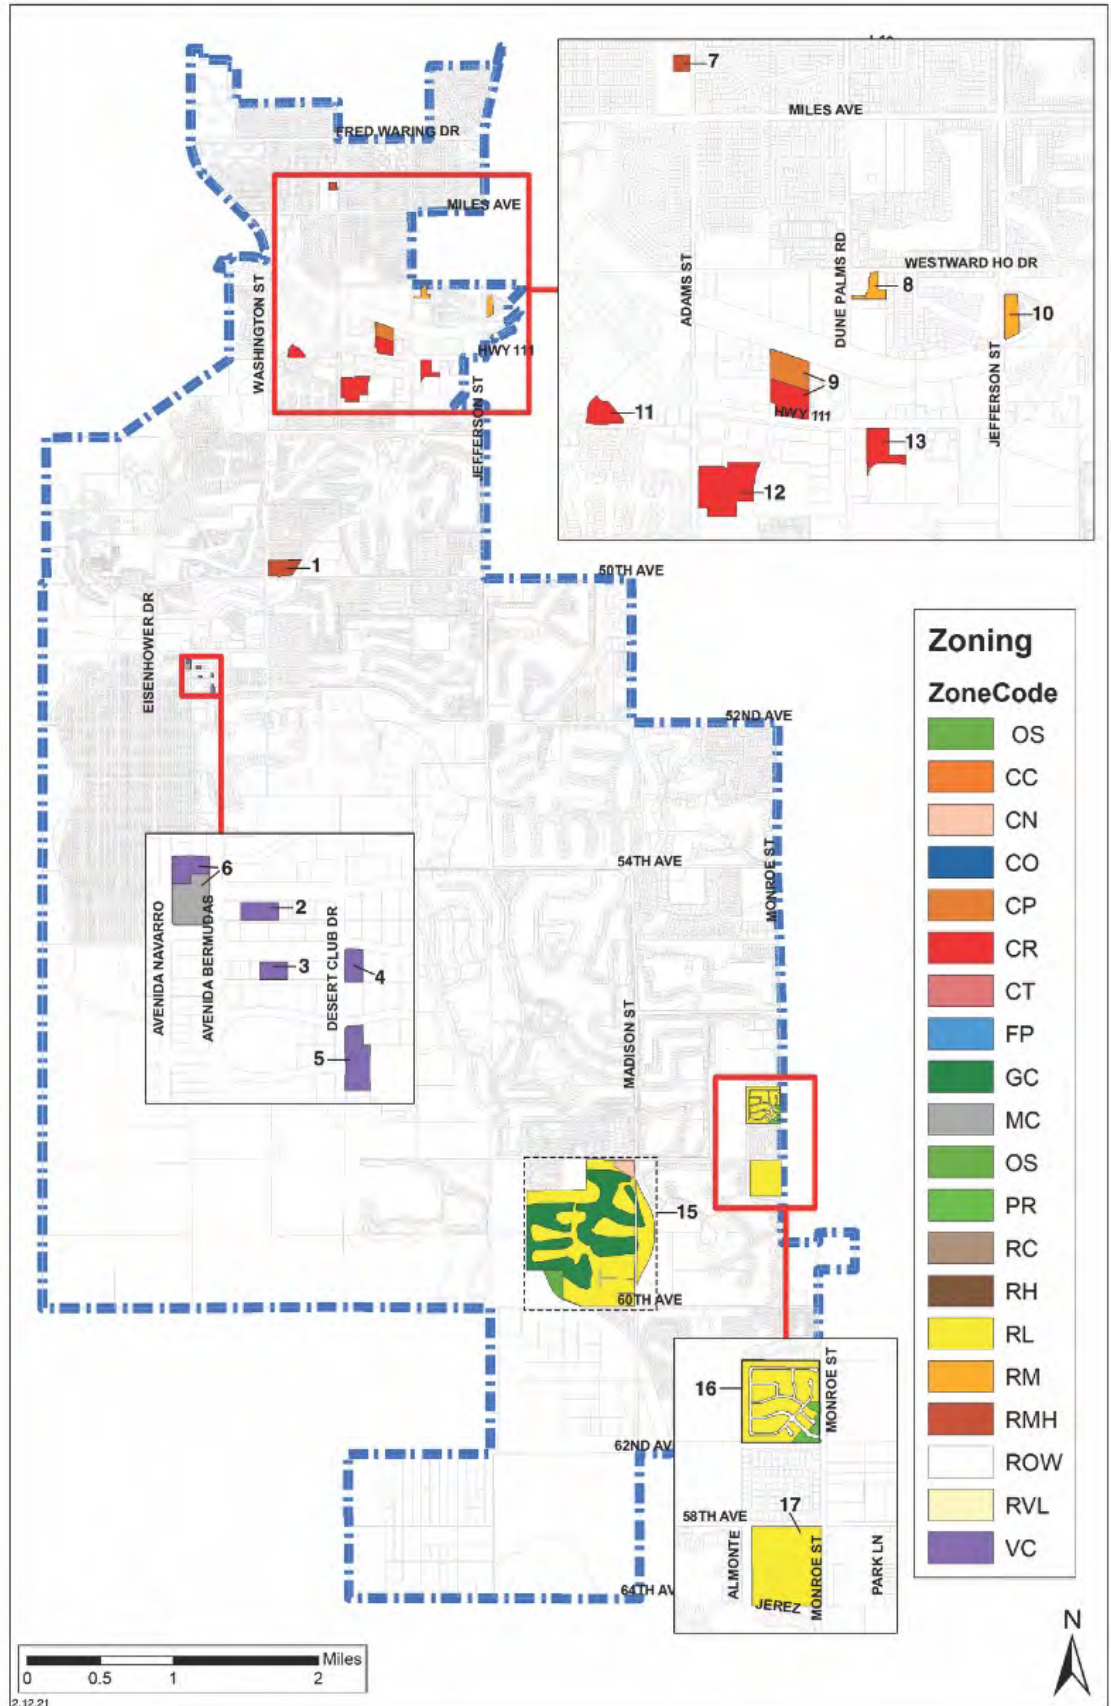 FRED WARING DR
MILES AVE
WASHINGTON ST
HWY 111
JEFFERSON ST
7
MILES AVE
ADAMS ST
DUNE PALMS RD
WESTWARD HO DR
8
10
9
HWY 111
JEFFERSON ST
11
13
12
1
50TH AVE
EISENHOWER DR
52ND AVE
54TH AVE
MONROE ST
MADISON ST
6
2
3
4
5
AVENIDA NAVARRO
AVENIDA BERMUDAS
DESERT CLUB DR
15
60TH AVE
62ND AV
64TH AV
16
MONROE ST
58TH AVE
17
ALMONTE
MONROE ST
PARK LN
JEREZ
Zoning
ZoneCode
OS
CC
CN
CO
CP
CR
CT
FP
GC
MC
OS
PR
RC
RH
RL
RM
RMH
ROW
RVL
VC
N
Miles
0 0.5 1 2
2.12.21